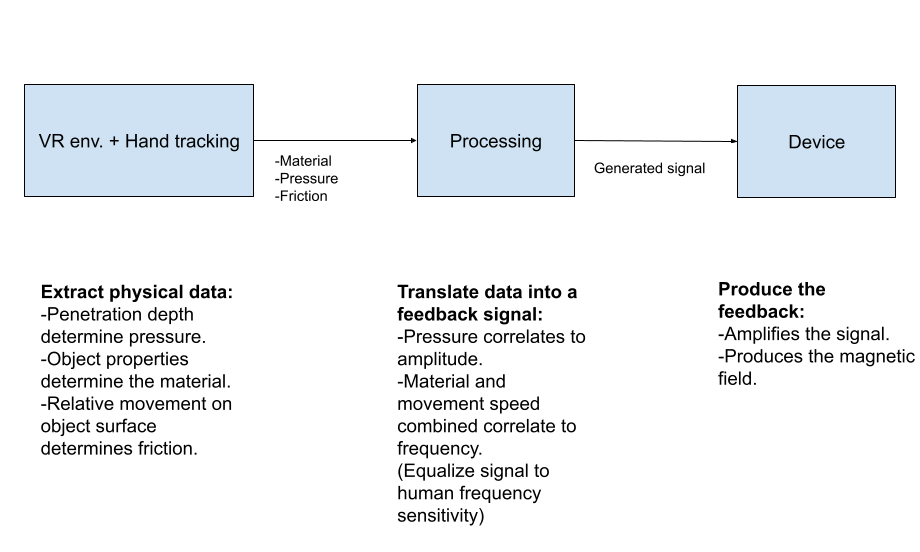 VR env. + Hand tracking
Processing
Device
-Material
-Pressure
-Friction
Generated signal
Extract physical data:
-Penetration depth
determine pressure.
-Object properties
determine the material.
-Relative movement on
object surface
determines friction.
Translate data into a
feedback signal:
-Pressure correlates to
amplitude.
-Material and
movement speed
combined correlate to
frequency.
(Equalize signal to
human frequency
sensitivity)
Produce the
feedback:
-Amplifies the signal.
-Produces the magnetic
field.